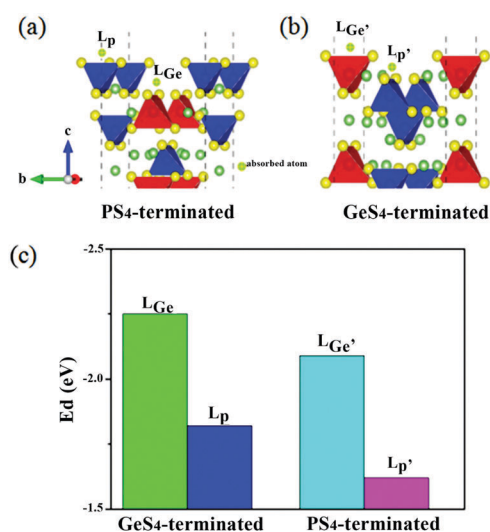 (a)
Lp
LGe
c
b
absorbed atom
PS4-terminated
(b)
LGe'
Lp'
GeS4-terminated
(c)
-2.5
-2.0
-1.5
Ed (eV)
LGe
Lp
LGe'
Lp'
GeS4-terminated
PS4-terminated